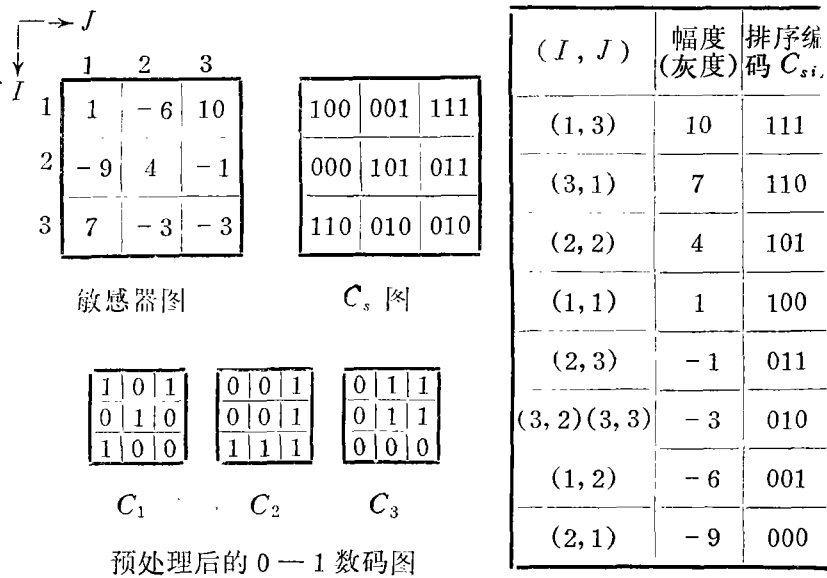 J
I
1 2 3
1 1 -6 10
2 -9 4 -1
3 7 -3 -3
敏感器图
100 001 111
000 101 011
110 010 010
C_s 图
1 0 1
0 1 0
1 0 0
C_1
0 0 1
0 0 1
1 1 1
C_2
0 1 1
0 1 1
0 0 0
C_3
预处理后的 0 — 1 数码图
(I, J) 幅度(灰度) 排序编码 C_si,
(1,3) 10 111
(3,1) 7 110
(2,2) 4 101
(1,1) 1 100
(2,3) -1 011
(3,2)(3,3) -3 010
(1,2) -6 001
(2,1) -9 000